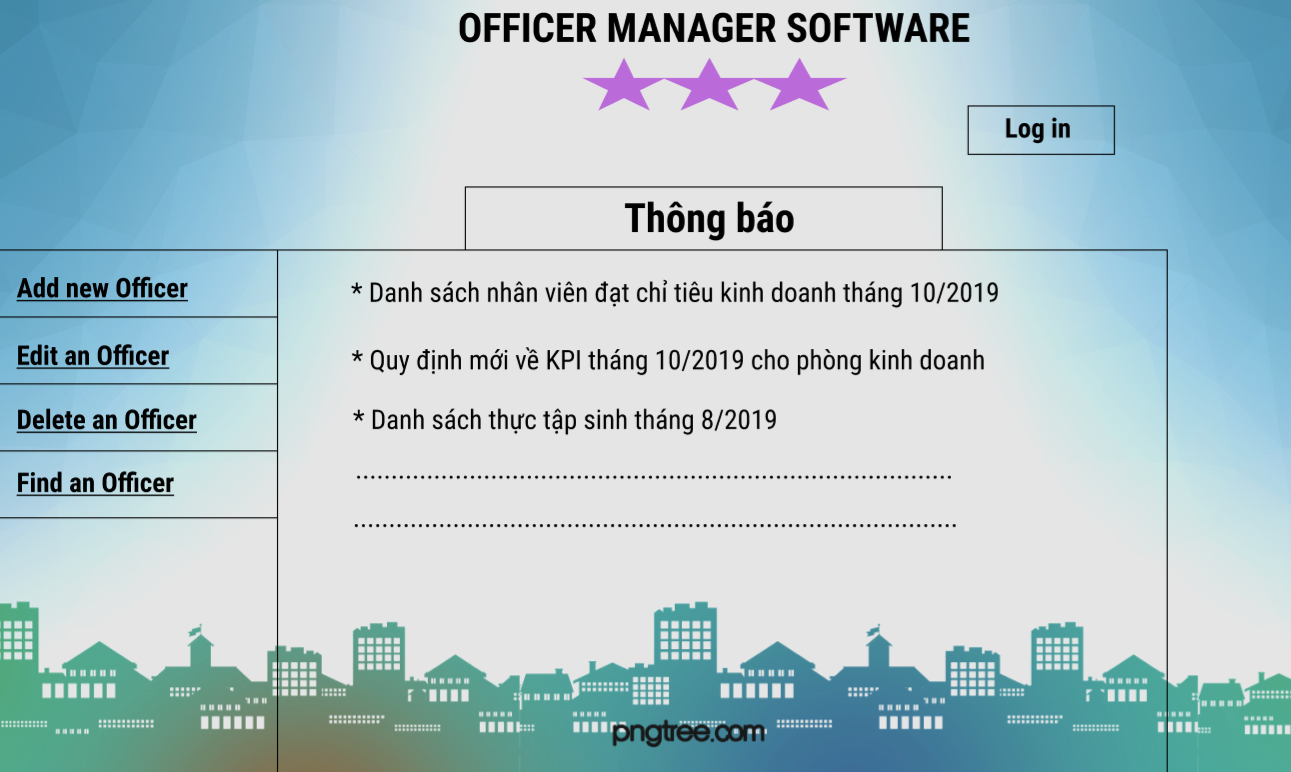 OFFICER MANAGER SOFTWARE
Log in
Thông báo
Add new Officer
Edit an Officer
Delete an Officer
Find an Officer
* Danh sách nhân viên đạt chỉ tiêu kinh doanh tháng 10/2019
* Quy định mới về KPI tháng 10/2019 cho phòng kinh doanh
* Danh sách thực tập sinh tháng 8/2019
....................................................................................
.....................................................................................
pngtree.com